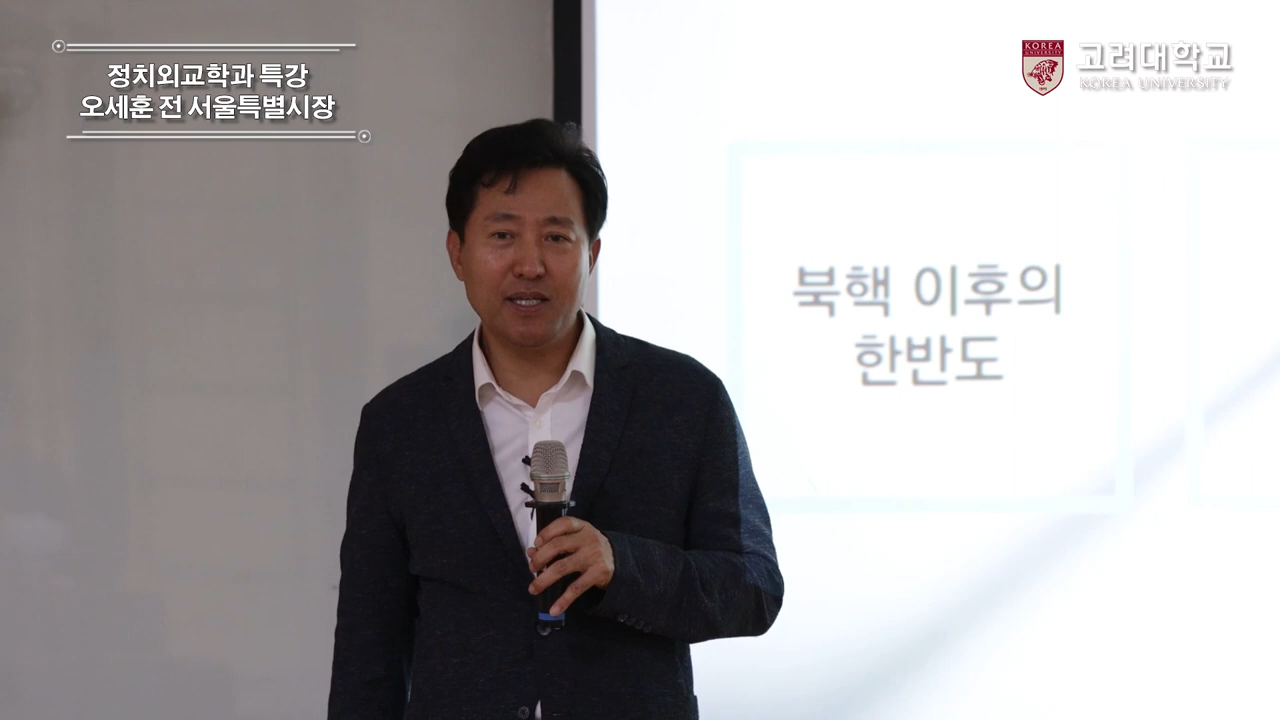 정치외교학과 특강
오세훈 전 서울특별시장
KOREA
UNIVERSITY
고려대학교
KOREA UNIVERSITY
북핵 이후의
한반도